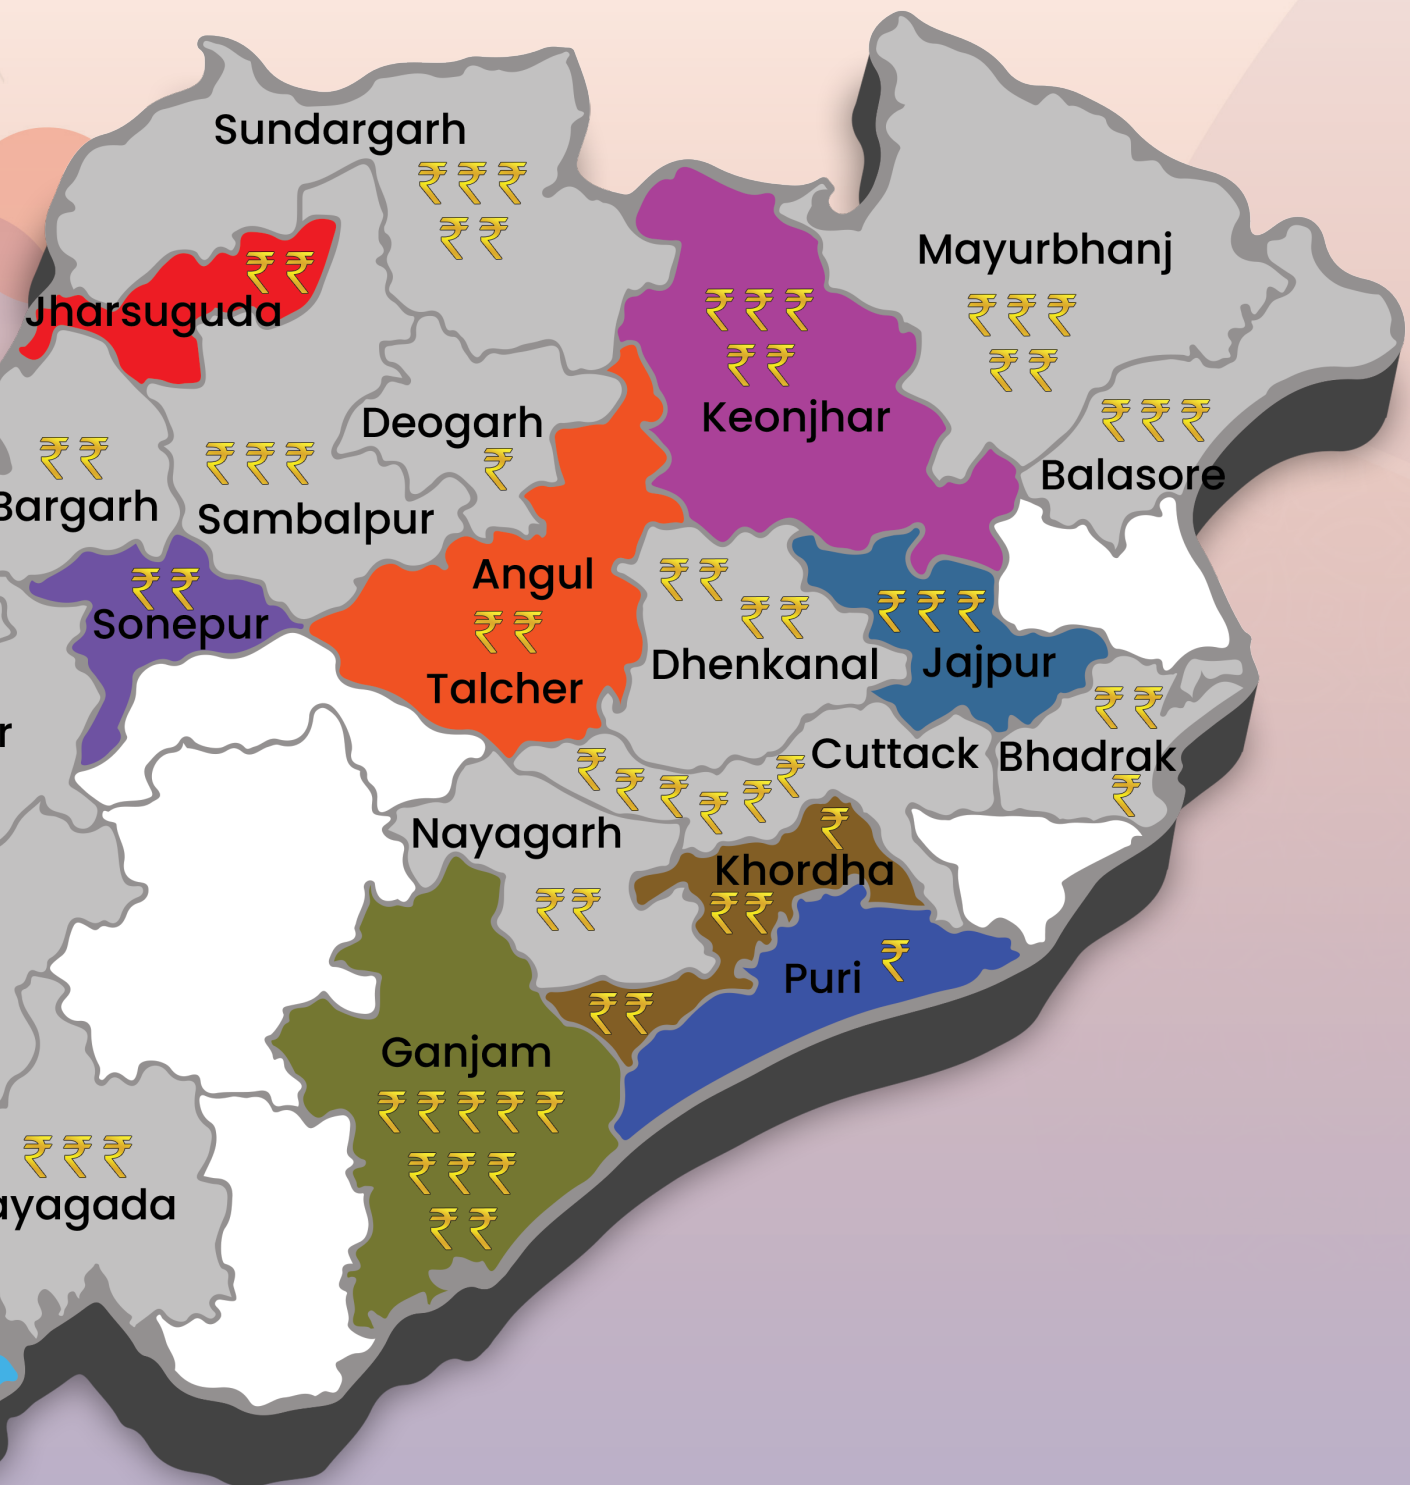 Sundargarh
₹ ₹ ₹
₹ ₹
Jharsuguda
₹ ₹
Mayurbhanj
₹ ₹ ₹
₹ ₹
₹ ₹ ₹
₹ ₹
Keonjhar
Deogarh
₹
₹ ₹ ₹
Balasore
₹ ₹
Bargarh
₹ ₹ ₹
Sambalpur
Angul
₹ ₹
Talcher
₹ ₹
Sonepur
₹ ₹
₹ ₹
Dhenkanal
₹ ₹ ₹
Jajpur
r
₹ ₹
Bhadrak
₹
Cuttack
₹ ₹ ₹ ₹ ₹ ₹
Nayagarh
₹ ₹
₹
Khordha
₹ ₹
₹ ₹
Puri ₹
Ganjam
₹ ₹ ₹ ₹ ₹
₹ ₹ ₹
₹ ₹
₹ ₹ ₹
ayagada